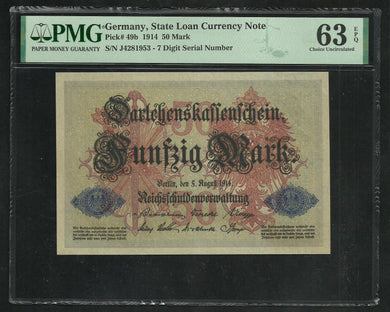 PMG
PAPER MONEY GUARANTY
Germany, State Loan Currency Note
Pick# 49b 1914 50 Mark
S/N J4281953 - 7 Digit Serial Number
63 EPQ
Choice Uncirculated
50
Darlehenskassenschein.
Funfzig Mark.
Berlin, den 5. August 1914.
Reichsschuldenverwaltung